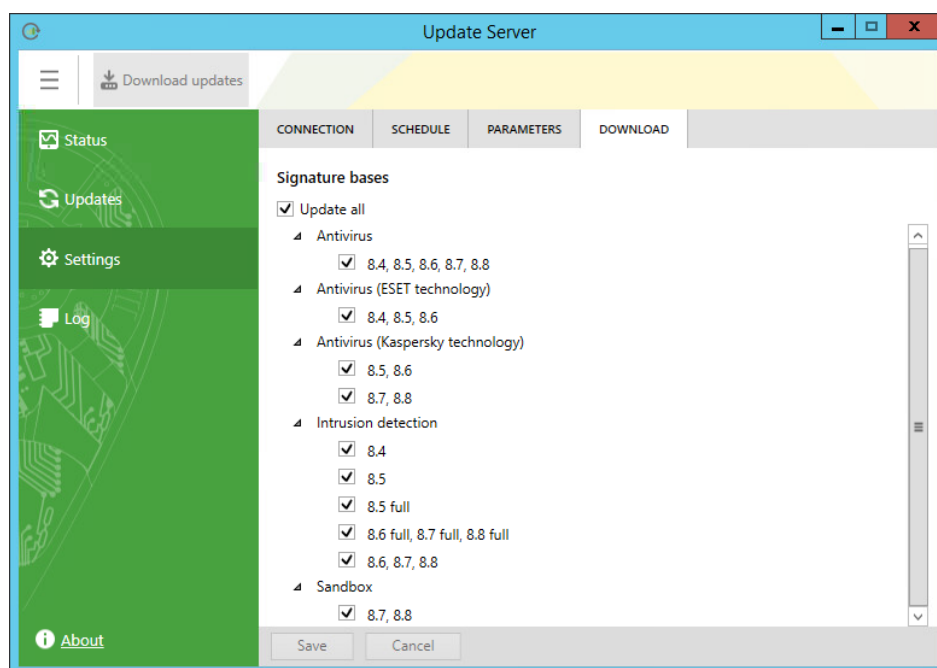 Update Server
Download updates
Status
Updates
Settings
Log
About
CONNECTION SCHEDULE PARAMETERS DOWNLOAD
Signature bases
Update all
Antivirus
8.4, 8.5, 8.6, 8.7, 8.8
Antivirus (ESET technology)
8.4, 8.5, 8.6
Antivirus (Kaspersky technology)
8.5, 8.6
8.7, 8.8
Intrusion detection
8.4
8.5
8.5 full
8.6 full, 8.7 full, 8.8 full
8.6, 8.7, 8.8
Sandbox
8.7, 8.8
Save Cancel